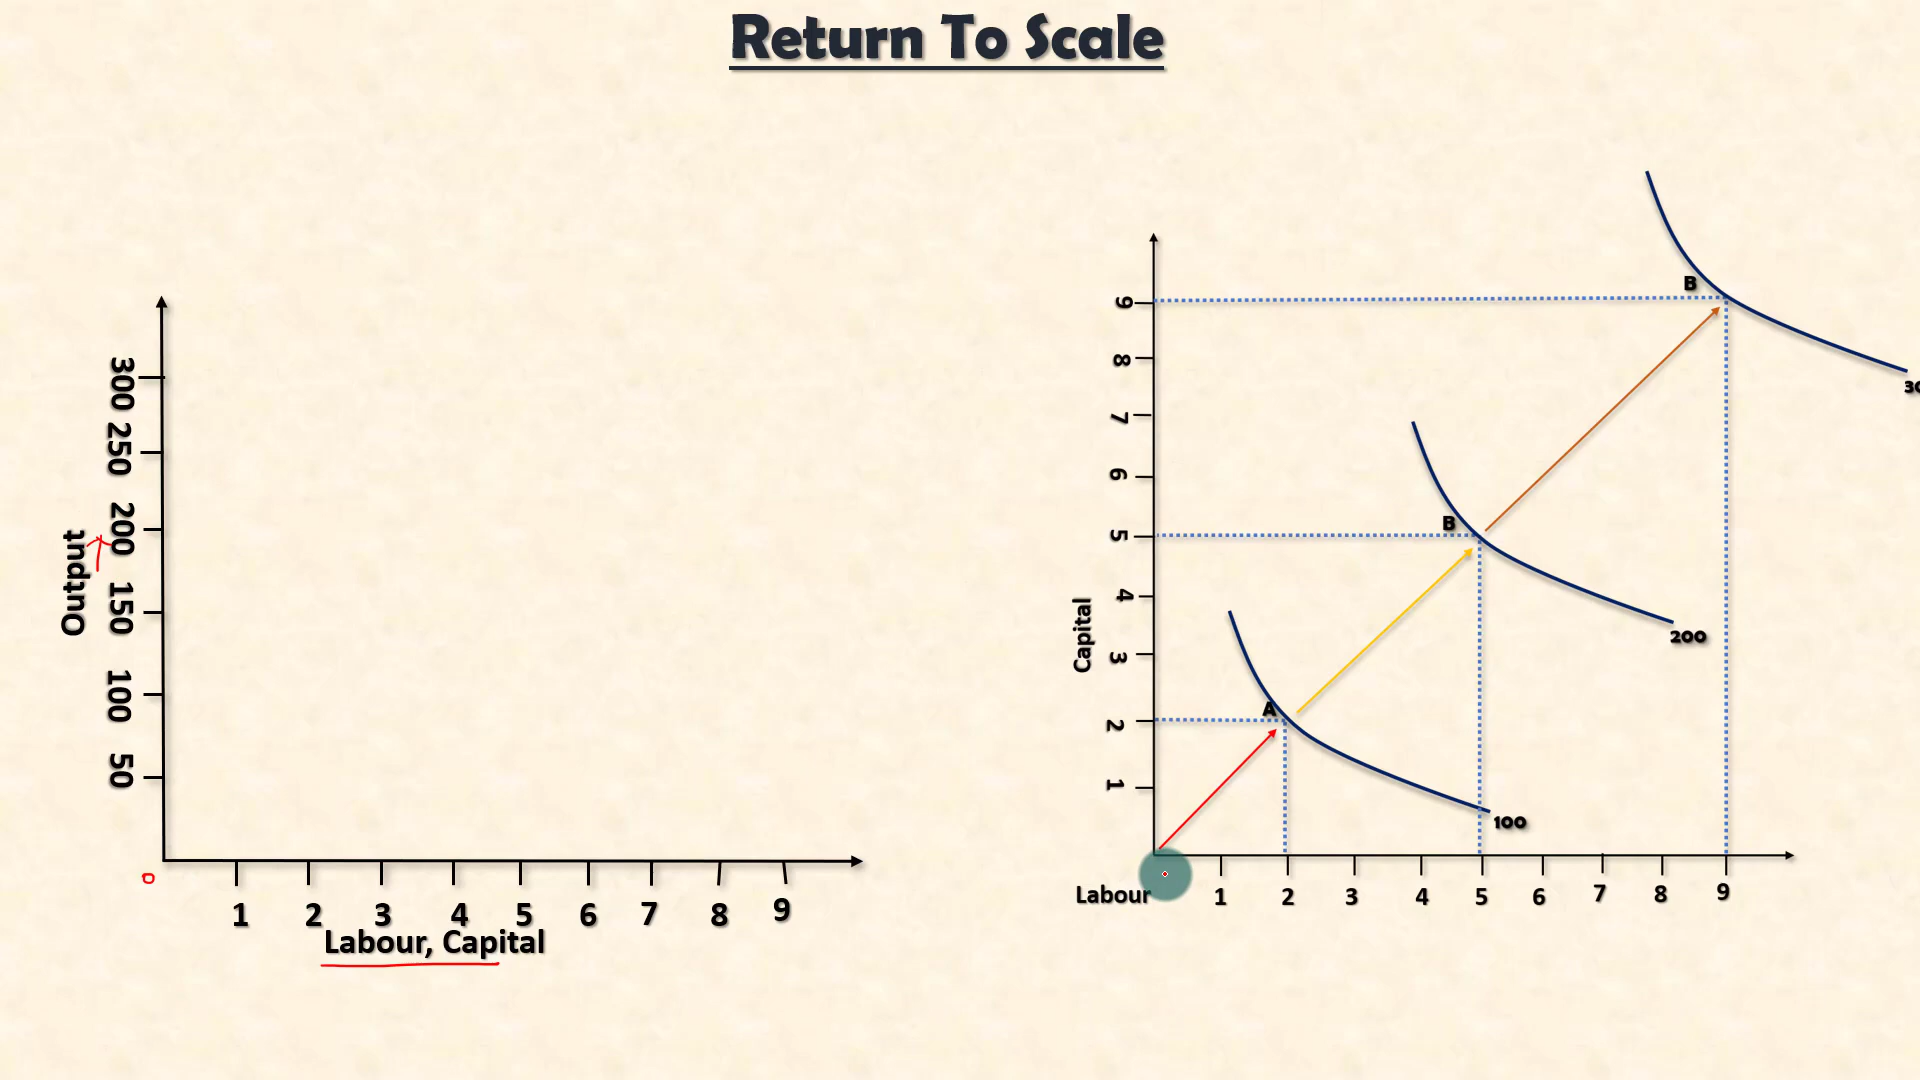 Return To Scale
300
250
200
150
100
50
Output
1 2 3 4 5 6 7 8 9
Labour, Capital
9
8
7
6
5
4
3
2
1
Capital
B
B
A
30
200
100
Labour
1 2 3 4 5 6 7 8 9